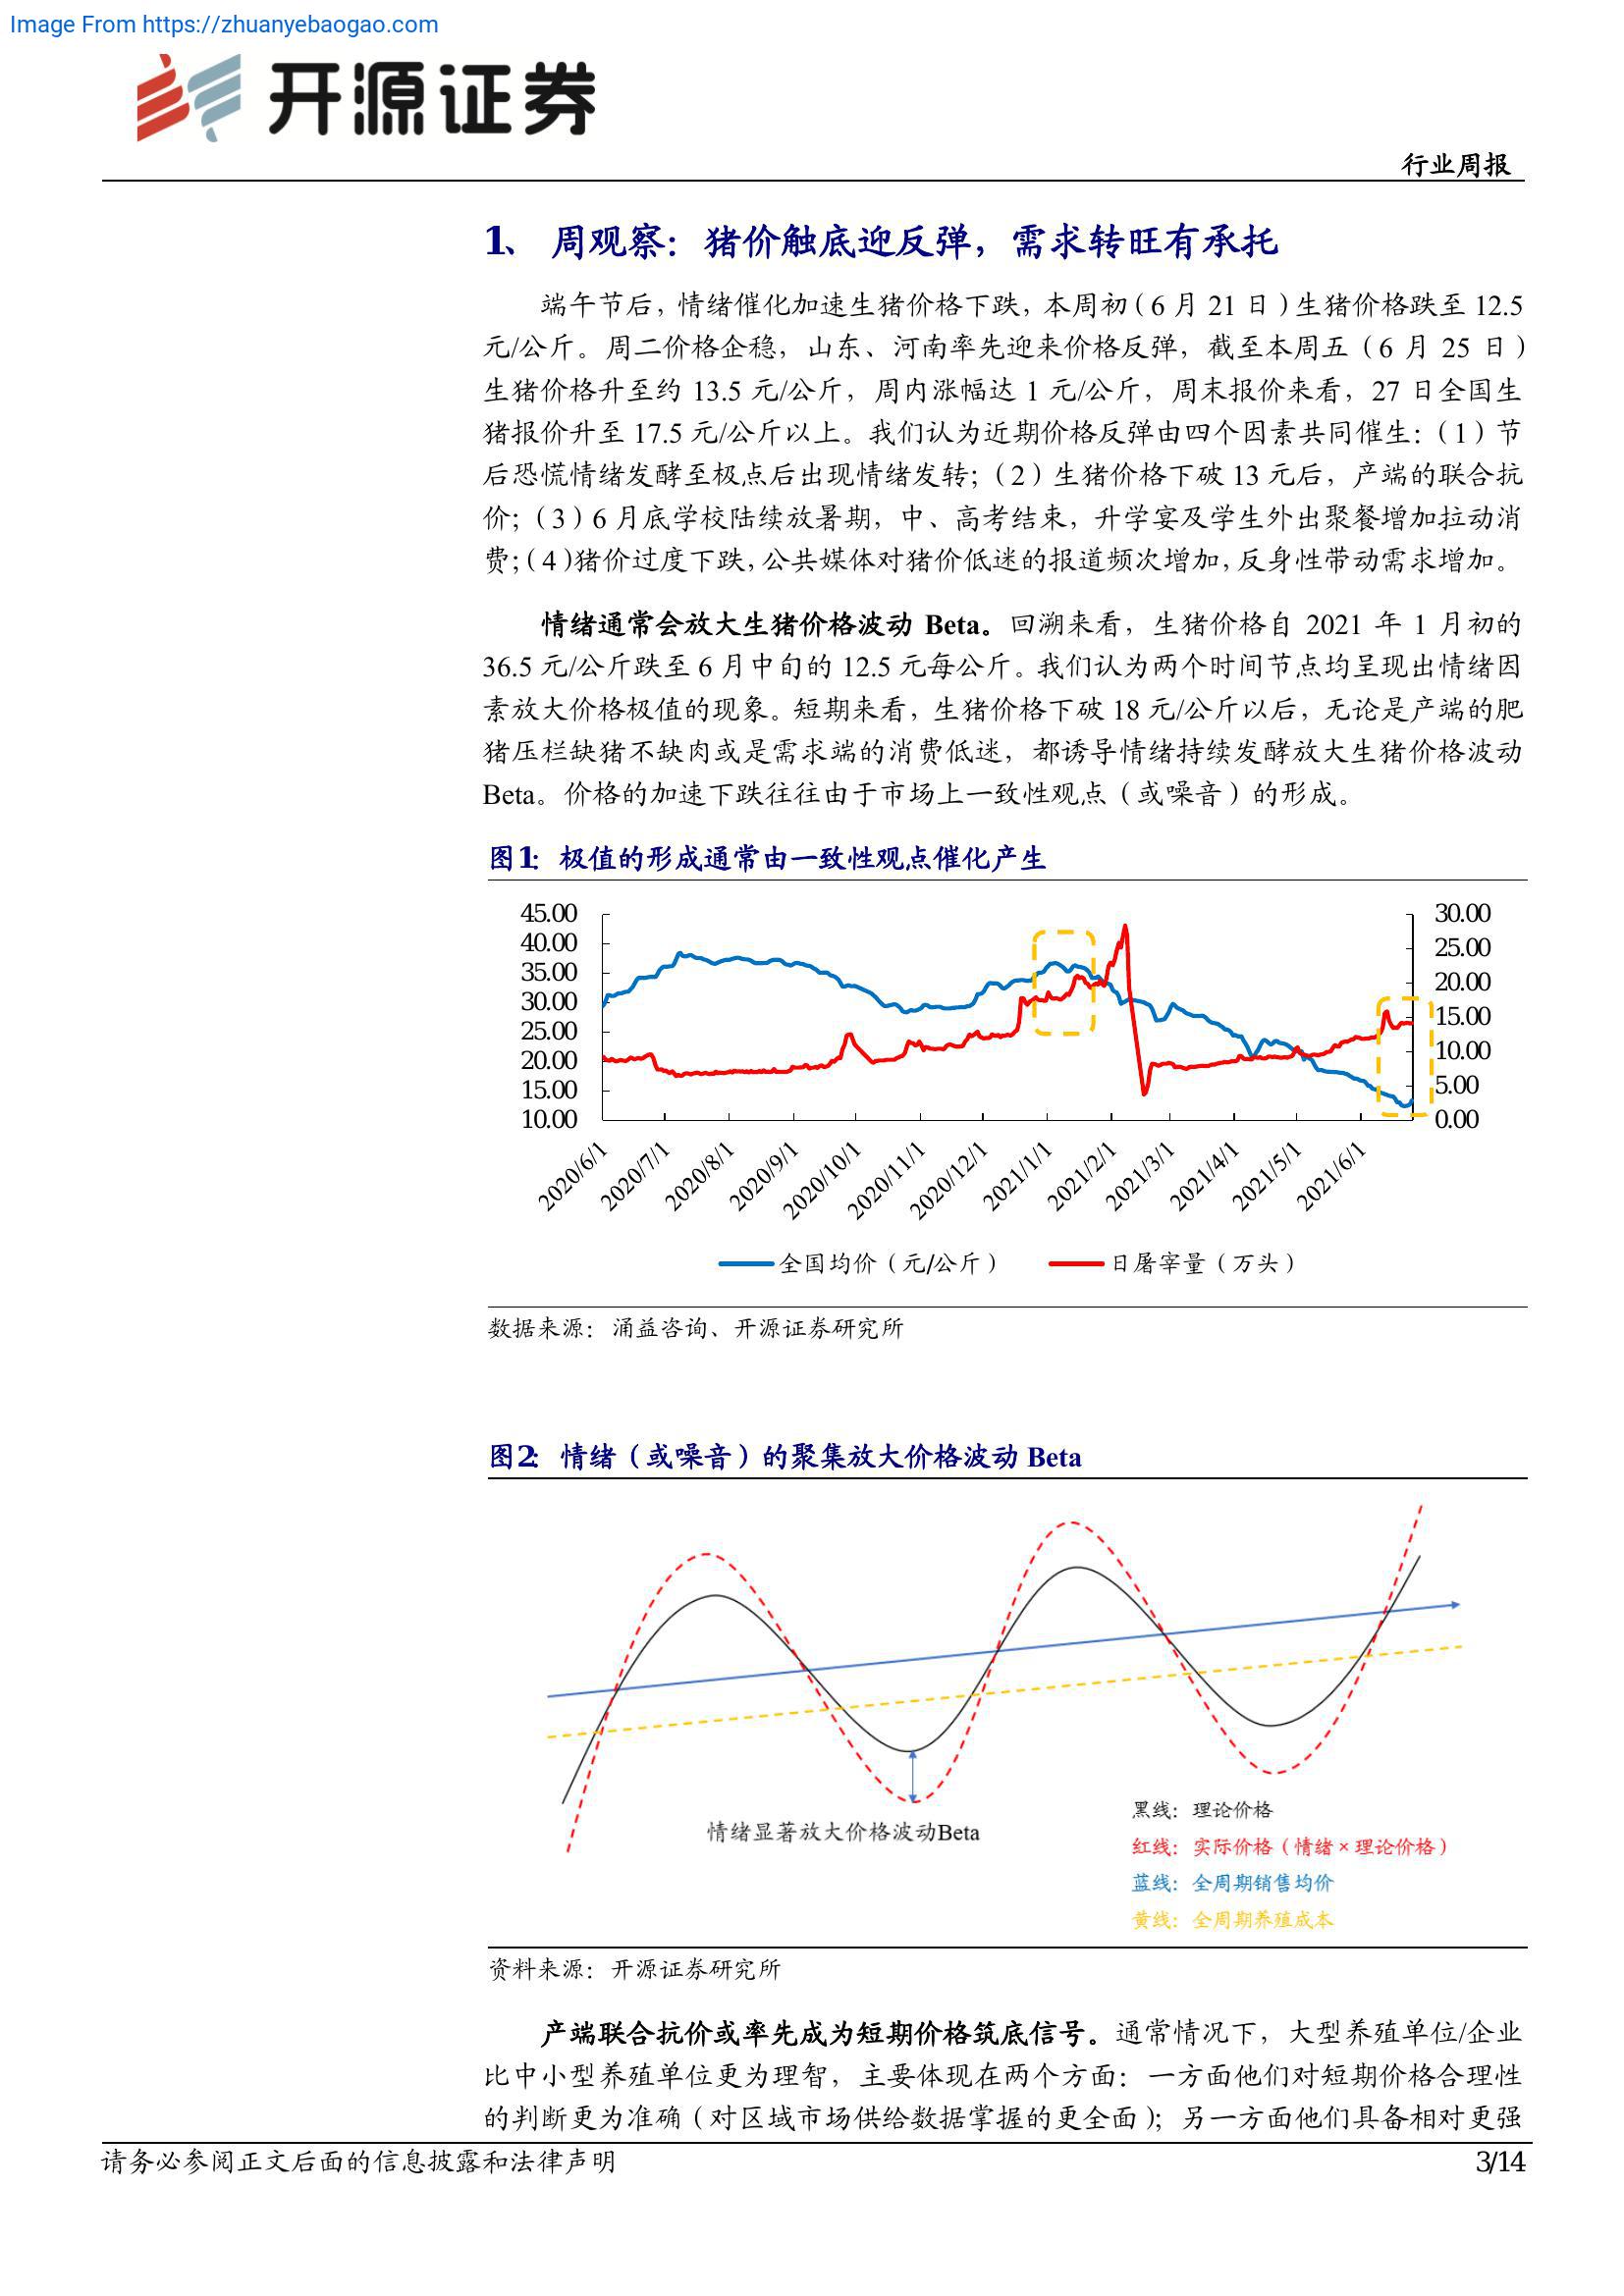 Image From https://zhuanyebaogao.com
开源证券
行业周报
1、 周观察：猪价触底迎反弹，需求转旺有承托
端午节后，情绪催化加速生猪价格下跌，本周初（6 月 21 日）生猪价格跌至 12.5
元/公斤。周二价格企稳，山东、河南率先迎来价格反弹，截至本周五（6 月 25 日）
生猪价格升至约 13.5 元/公斤，周内涨幅达 1 元/公斤，周末报价来看，27 日全国生
猪报价升至 17.5 元/公斤以上。我们认为近期价格反弹由四个因素共同催生：（1）节
后恐慌情绪发酵至极点后出现情绪发转；（2）生猪价格下破 13 元后，产端的联合抗
价；（3）6 月底学校陆续放暑期，中、高考结束，升学宴及学生外出聚餐增加拉动消
费；（4）猪价过度下跌，公共媒体对猪价低迷的报道频次增加，反身性带动需求增加。
情绪通常会放大生猪价格波动 Beta。回溯来看，生猪价格自 2021 年 1 月初的
36.5 元/公斤跌至 6 月中旬的 12.5 元每公斤。我们认为两个时间节点均呈现出情绪因
素放大价格极值的现象。短期来看，生猪价格下破 18 元/公斤以后，无论是产端的肥
猪压栏缺猪不缺肉或是需求端的消费低迷，都诱导情绪持续发酵放大生猪价格波动
Beta。价格的加速下跌往往由于市场上一致性观点（或噪音）的形成。
图1： 极值的形成通常由一致性观点催化产生
45.00
40.00
35.00
30.00
25.00
20.00
15.00
10.00
30.00
25.00
20.00
15.00
10.00
5.00
0.00
2020/6/1
2020/7/1
2020/8/1
2020/9/1
2020/10/1
2020/11/1
2020/12/1
2021/1/1
2021/2/1
2021/3/1
2021/4/1
2021/5/1
2021/6/1
全国均价（元/公斤） 日屠宰量（万头）
数据来源：涌益咨询、开源证券研究所
图2： 情绪（或噪音）的聚集放大价格波动 Beta
情绪显著放大价格波动Beta
黑线：理论价格
红线：实际价格（情绪×理论价格）
蓝线：全周期销售均价
黄线：全周期养殖成本
资料来源：开源证券研究所
产端联合抗价或率先成为短期价格筑底信号。通常情况下，大型养殖单位/企业
比中小型养殖单位更为理智，主要体现在两个方面：一方面他们对短期价格合理性
的判断更为准确（对区域市场供给数据掌握的更全面）；另一方面他们具备相对更强
请务必参阅正文后面的信息披露和法律声明
3/14